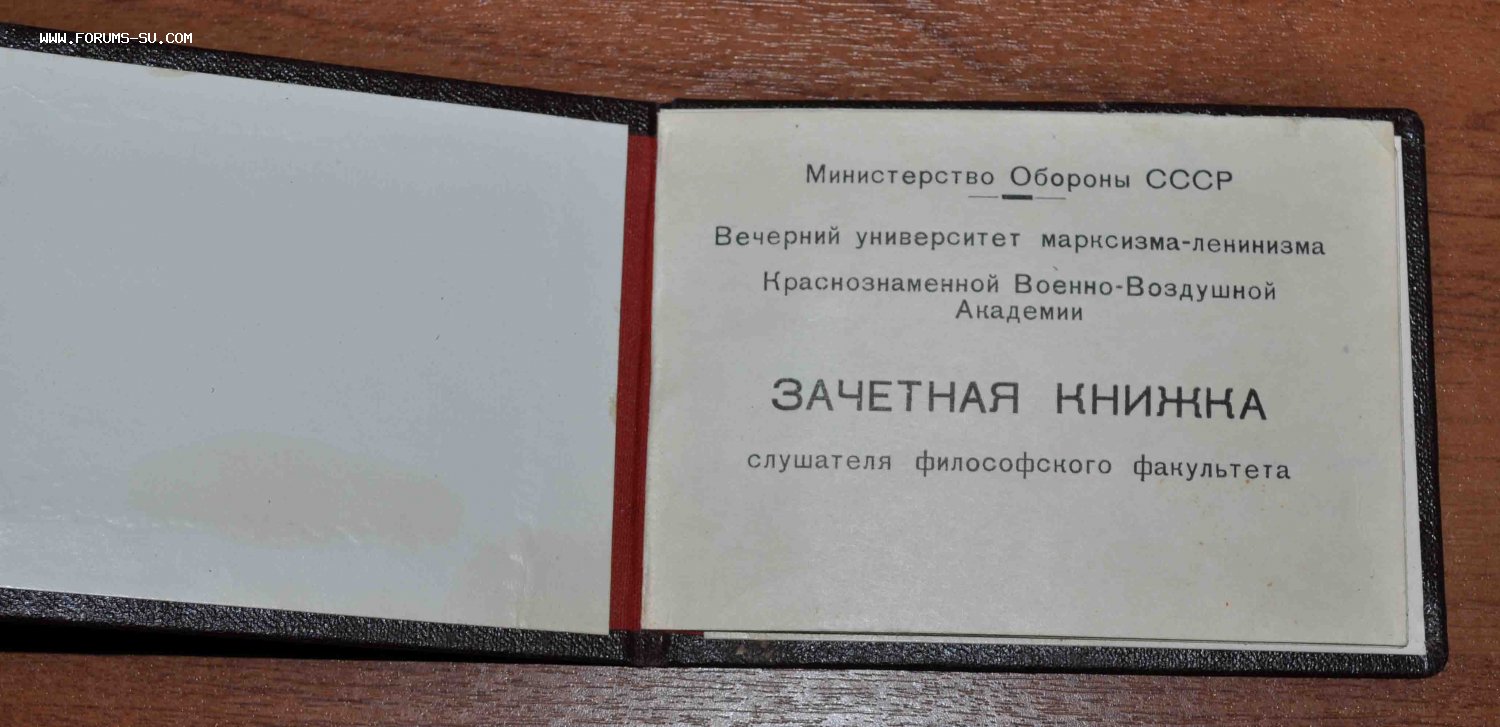 WWW.FORUMS-SU.COM
Министерство Обороны СССР
Вечерний университет марксизма-ленинизма
Краснознаменной Военно-Воздушной
Академии
ЗАЧЕТНАЯ КНИЖКА
слушателя философского факультета